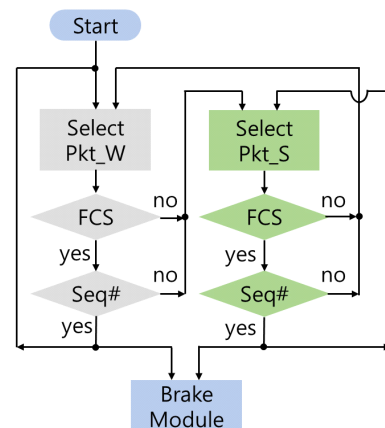 Start
Select
Pkt_W
Select
Pkt_S
FCS
no
FCS
no
yes
yes
Seq#
no
Seq#
no
yes
yes
Brake
Module